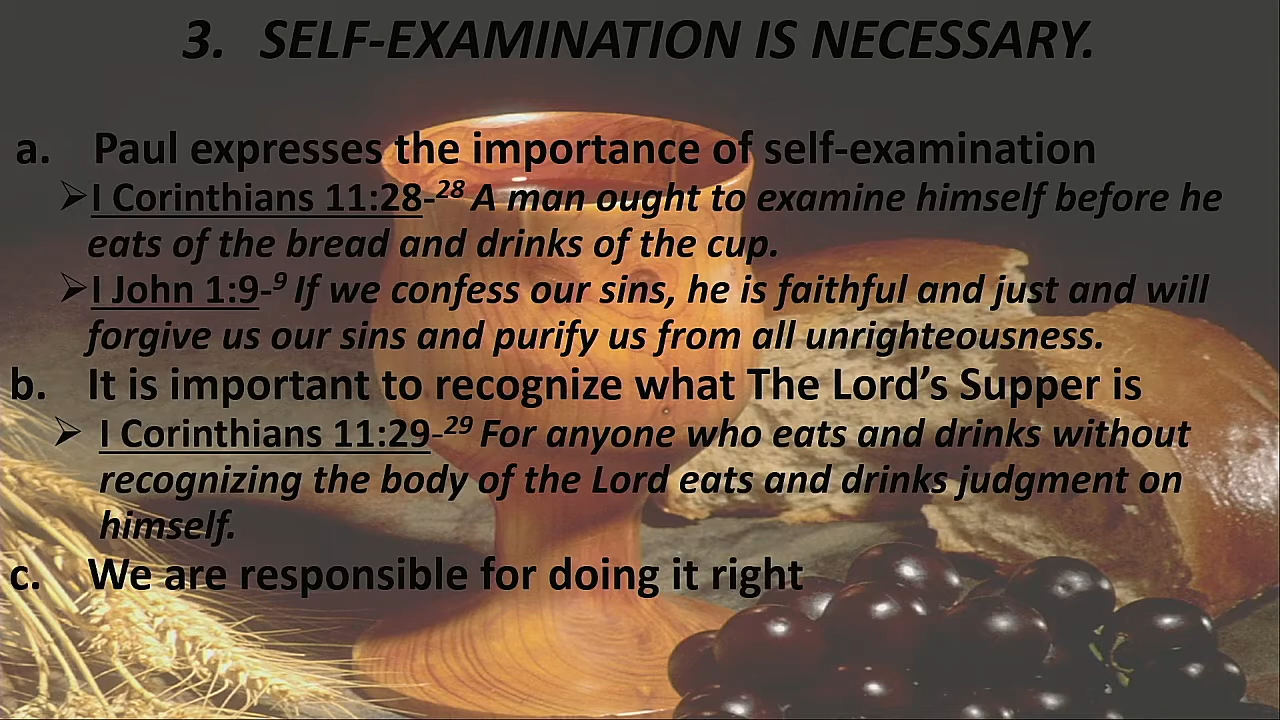 3. SELF-EXAMINATION IS NECESSARY.
a. Paul expresses the importance of self-examination
➢I Corinthians 11:28-28 A man ought to examine himself before he
eats of the bread and drinks of the cup.
➢I John 1:9-9 If we confess our sins, he is faithful and just and will
forgive us our sins and purify us from all unrighteousness.
b. It is important to recognize what The Lord’s Supper is
➢ I Corinthians 11:29-29 For anyone who eats and drinks without
recognizing the body of the Lord eats and drinks judgment on
himself.
c. We are responsible for doing it right